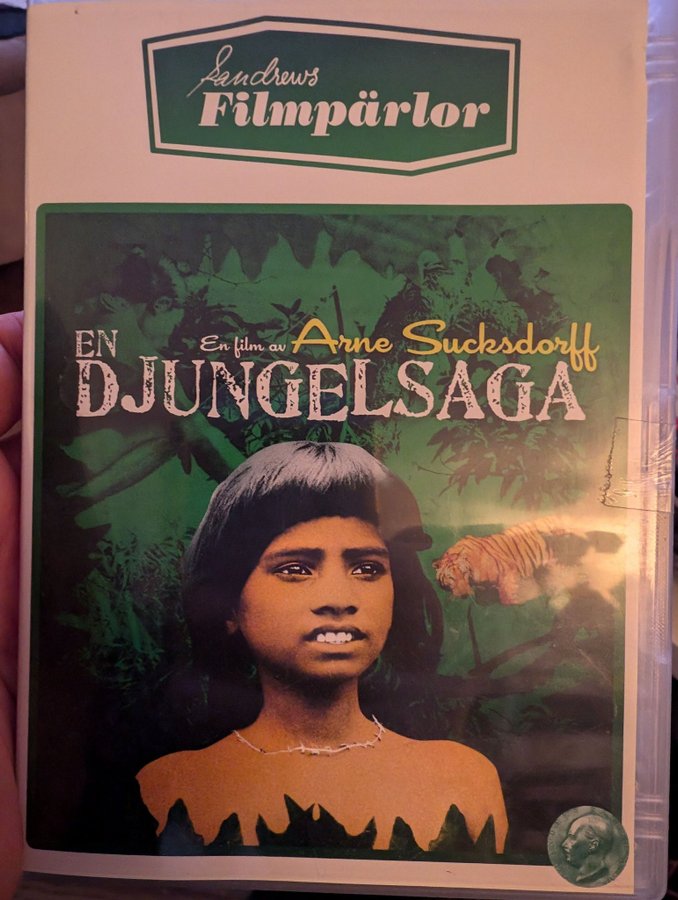 Sandrews
Filmpärlor
En film av Arne Sucksdorff
EN
DJUNGELSAGA